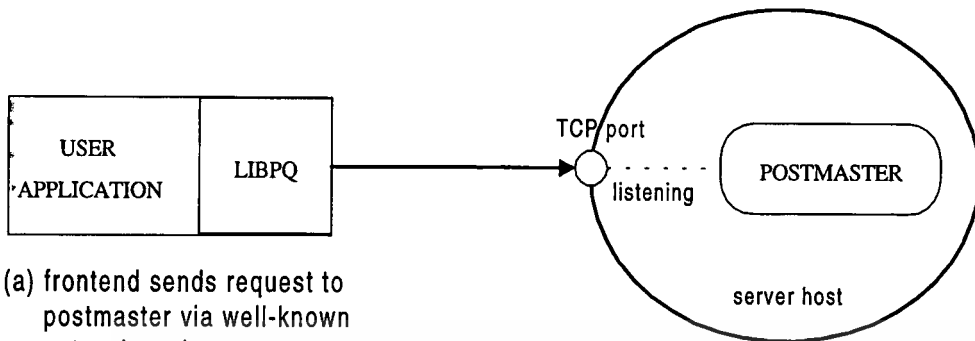 TCP port
USER
APPLICATION
LIBPQ
POSTMASTER
listening
(a) frontend sends request to
postmaster via well-known
server host